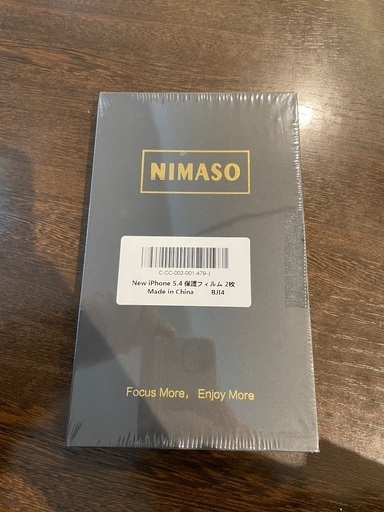 NIMASO
C-CC-002-001-479-J
New iPhone 5.4 保護フィルム 2枚
Made in China BJI4
Focus More, Enjoy More